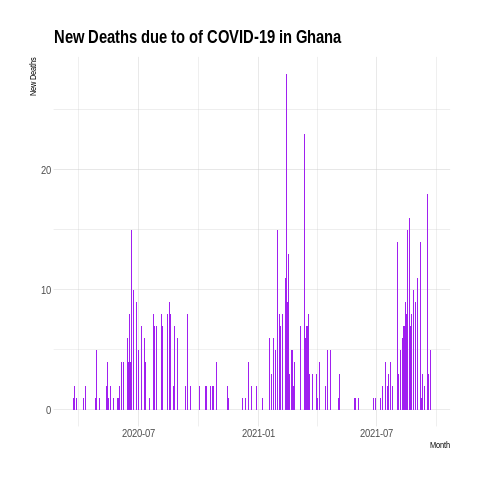 New Deaths due to of COVID-19 in Ghana
New Deaths
20
10
0
2020-07
2021-01
2021-07
Month